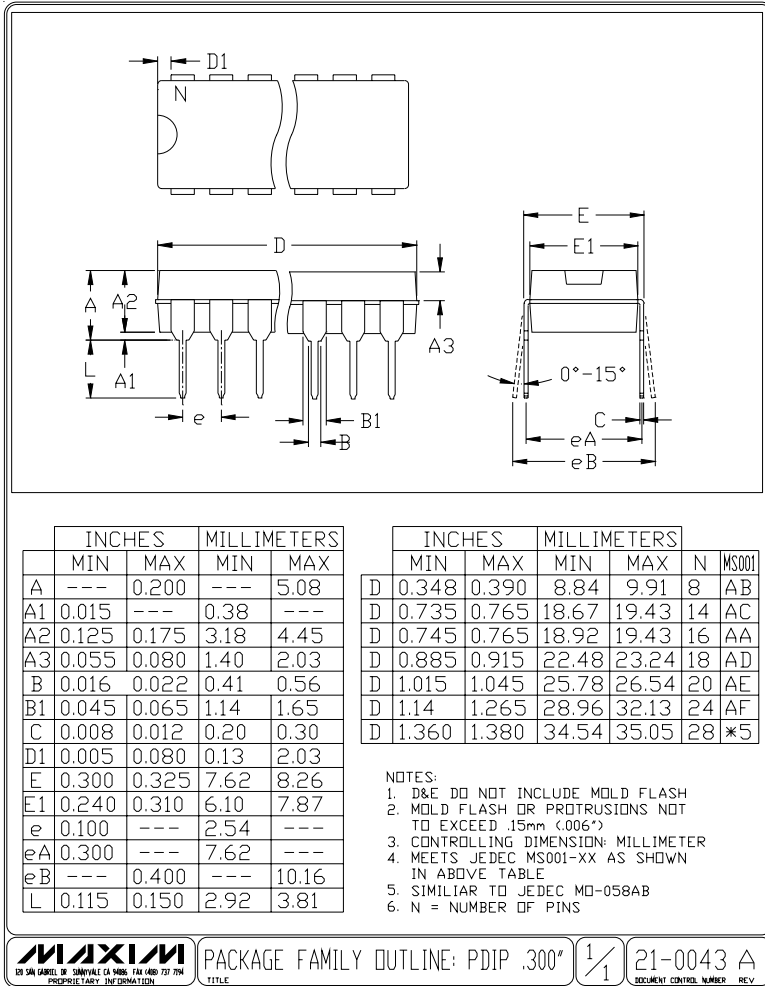 D1
N
D
E
E1
A
A2
A3
L
A1
0°-15°
e
B1
B
C
eA
eB
INCHES MILLIMETERS
MIN MAX MIN MAX
A --- 0.200 --- 5.08
A1 0.015 --- 0.38 ---
A2 0.125 0.175 3.18 4.45
A3 0.055 0.080 1.40 2.03
B 0.016 0.022 0.41 0.56
B1 0.045 0.065 1.14 1.65
C 0.008 0.012 0.20 0.30
D1 0.005 0.080 0.13 2.03
E 0.300 0.325 7.62 8.26
E1 0.240 0.310 6.10 7.87
e 0.100 --- 2.54 ---
eA 0.300 --- 7.62 ---
eB --- 0.400 --- 10.16
L 0.115 0.150 2.92 3.81
INCHES MILLIMETERS
MIN MAX MIN MAX N MS001
D 0.348 0.390 8.84 9.91 8 AB
D 0.735 0.765 18.67 19.43 14 AC
D 0.745 0.765 18.92 19.43 16 AA
D 0.885 0.915 22.48 23.24 18 AD
D 1.015 1.045 25.78 26.54 20 AE
D 1.14 1.265 28.96 32.13 24 AF
D 1.360 1.380 34.54 35.05 28 *5
NOTES:
1. D&E DO NOT INCLUDE MOLD FLASH
2. MOLD FLASH OR PROTRUSIONS NOT
TO EXCEED .15mm (.006")
3. CONTROLLING DIMENSION: MILLIMETER
4. MEETS JEDEC MS001-XX AS SHOWN
IN ABOVE TABLE
5. SIMILIAR TO JEDEC MO-058AB
6. N = NUMBER OF PINS
MAXIM
120 SAN GABRIEL DR SUNNYVALE CA 94086 FAX (408) 737 7194
PROPRIETARY INFORMATION
PACKAGE FAMILY OUTLINE: PDIP .300"
TITLE
1/1
21-0043 A
DOCUMENT CONTROL NUMBER REV